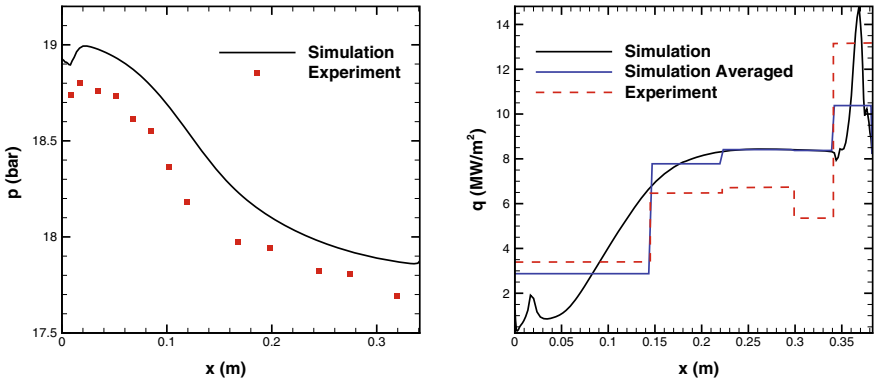 19
18.5
18
17.5
0
0.1
0.2
0.3
p (bar)
x (m)
Simulation
Experiment
14
12
10
8
6
4
2
0
0.05
0.1
0.15
0.2
0.25
0.3
0.35
q (MW/m²)
x (m)
Simulation
Simulation Averaged
Experiment